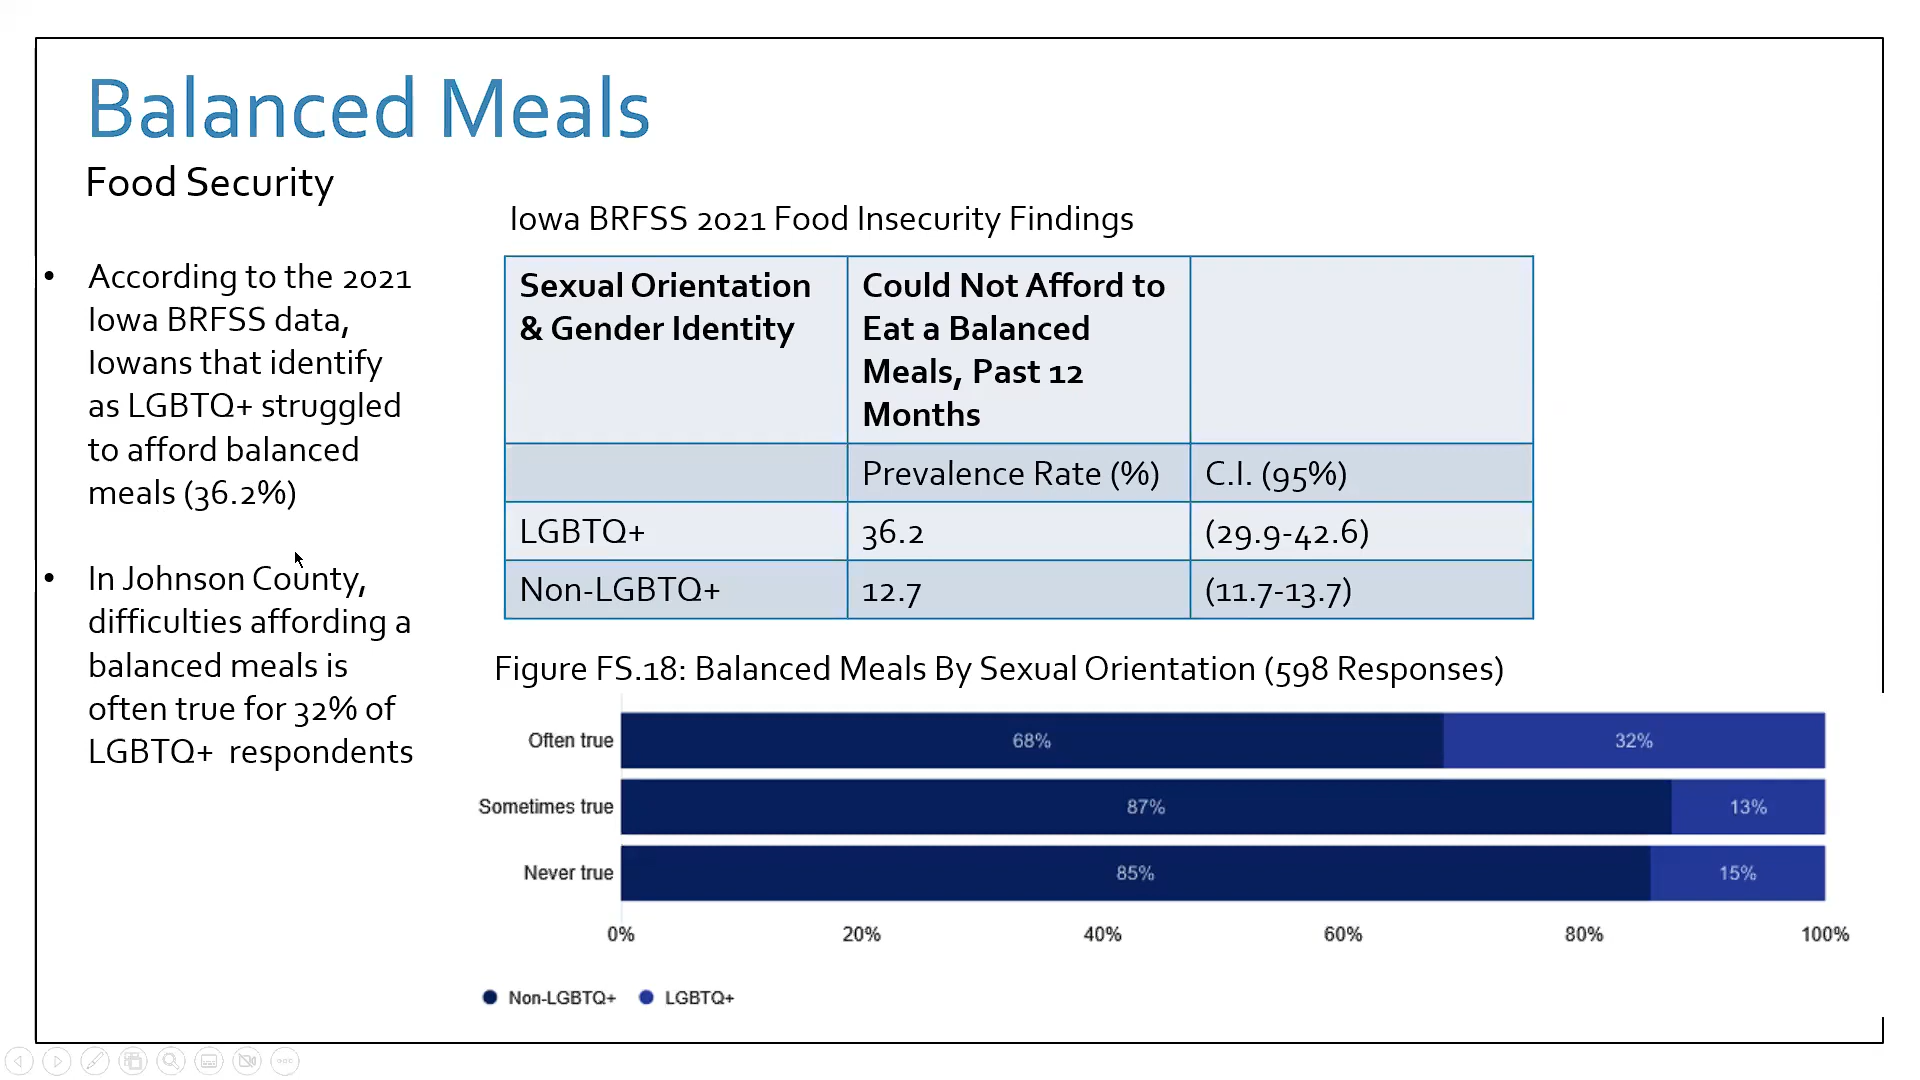 Balanced Meals
Food Security
• According to the 2021
Iowa BRFSS data,
Iowans that identify
as LGBTQ+ struggled
to afford balanced
meals (36.2%)
• In Johnson County,
difficulties affording a
balanced meals is
often true for 32% of
LGBTQ+ respondents
Iowa BRFSS 2021 Food Insecurity Findings
Sexual Orientation
& Gender Identity
Could Not Afford to
Eat a Balanced
Meals, Past 12
Months
Prevalence Rate (%) C.I. (95%)
LGBTQ+ 36.2 (29.9-42.6)
Non-LGBTQ+ 12.7 (11.7-13.7)
Figure FS.18: Balanced Meals By Sexual Orientation (598 Responses)
Often true 68% 32%
Sometimes true 87% 13%
Never true 85% 15%
0% 20% 40% 60% 80% 100%
Non-LGBTQ+ LGBTQ+